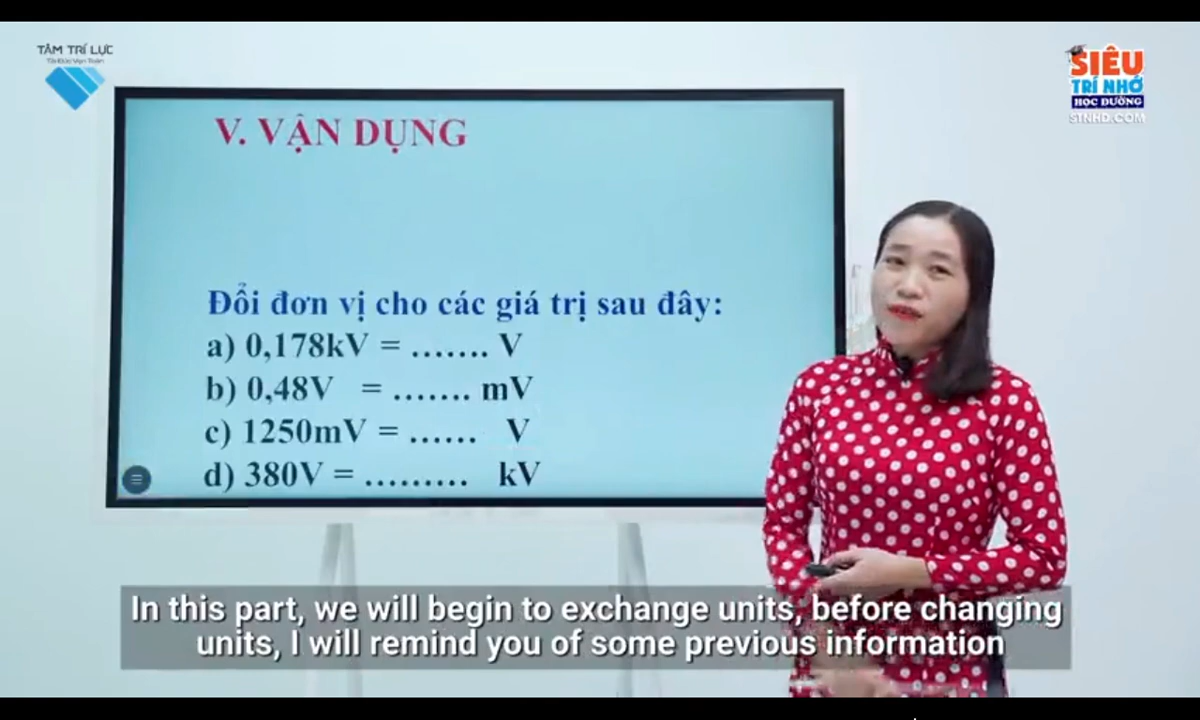 TÂM TRÍ LỰC
SIÊU
TRÍ NHỚ
HỌC ĐƯỜNG
STNHD.COM
V. VẬN DỤNG
Đổi đơn vị cho các giá trị sau đây:
a) 0,178kV = ....... V
b) 0,48V = ....... mV
c) 1250mV = ...... V
d) 380V = ......... kV
In this part, we will begin to exchange units, before changing
units, I will remind you of some previous information